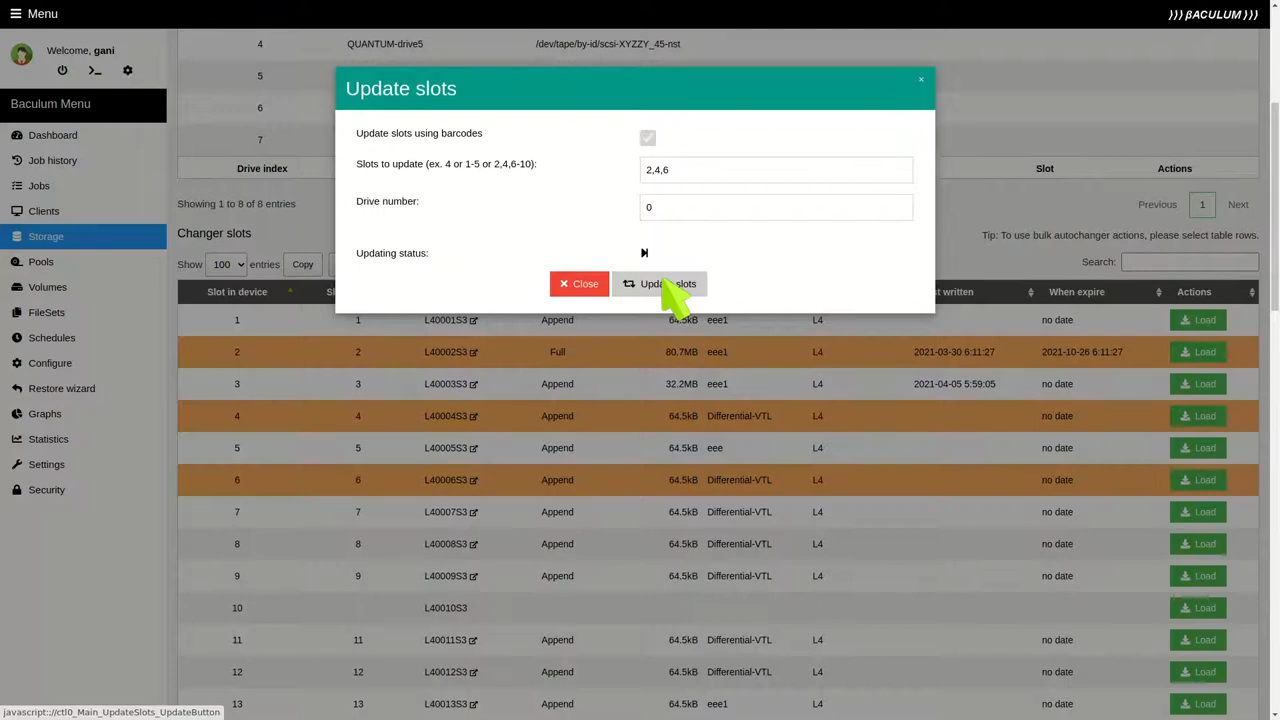 Menu
))) βACULUM )))
Welcome, gani
Baculum Menu
Dashboard
Job history
Jobs
Clients
Storage
Pools
Volumes
FileSets
Schedules
Configure
Restore wizard
Graphs
Statistics
Settings
Security
4 QUANTUM-drive5 /dev/tape/by-id/scsi-XYZZY_45-nst
5
6
7
Drive index Slot Actions
Showing 1 to 8 of 8 entries Previous 1 Next
Changer slots
Tip: To use bulk autochanger actions, please select table rows.
Show 100 entries Copy Search:
Update slots ×
Update slots using barcodes
Slots to update (ex. 4 or 1-5 or 2,4,6-10): 2,4,6
Drive number: 0
Updating status:
Close Update slots
Slot in device When expire Actions
1 1 L40001S3 Append 64.5kB eee1 L4 no date Load
2 2 L40002S3 Full 80.7MB eee1 L4 2021-03-30 6:11:27 2021-10-26 6:11:27 Load
3 3 L40003S3 Append 32.2MB eee1 L4 2021-04-05 5:59:05 no date Load
4 4 L40004S3 Append 64.5kB Differential-VTL L4 no date Load
5 5 L40005S3 Append 64.5kB eee L4 no date Load
6 6 L40006S3 Append 64.5kB Differential-VTL L4 no date Load
7 7 L40007S3 Append 64.5kB Differential-VTL L4 no date Load
8 8 L40008S3 Append 64.5kB Differential-VTL L4 no date Load
9 9 L40009S3 Append 64.5kB Differential-VTL L4 no date Load
10 L40010S3 Load
11 11 L40011S3 Append 64.5kB Differential-VTL L4 no date Load
12 12 L40012S3 Append 64.5kB Differential-VTL L4 no date Load
13 13 L40013S3 Append 64.5kB Differential-VTL L4 no date Load
javascript:;//ctl0_Main_UpdateSlots_UpdateButton